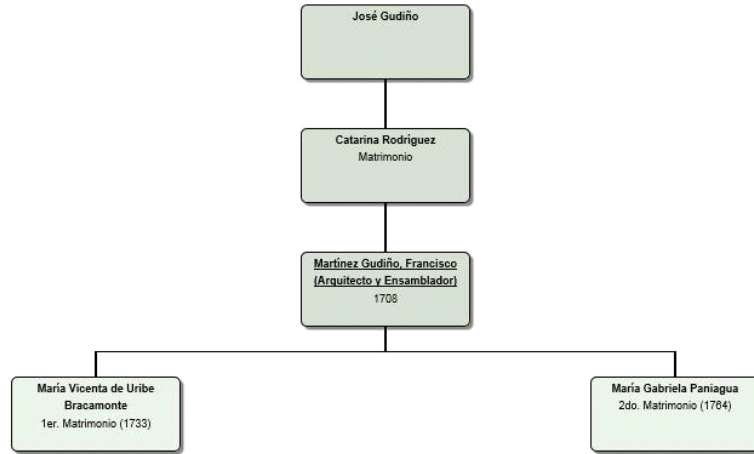 José Gudiño
Catarina Rodríguez
Matrimonio
Martínez Gudiño, Francisco
(Arquitecto y Ensamblador)
1708
María Vicenta de Uribe
Bracamonte
1er. Matrimonio (1733)
María Gabriela Paniagua
2do. Matrimonio (1764)